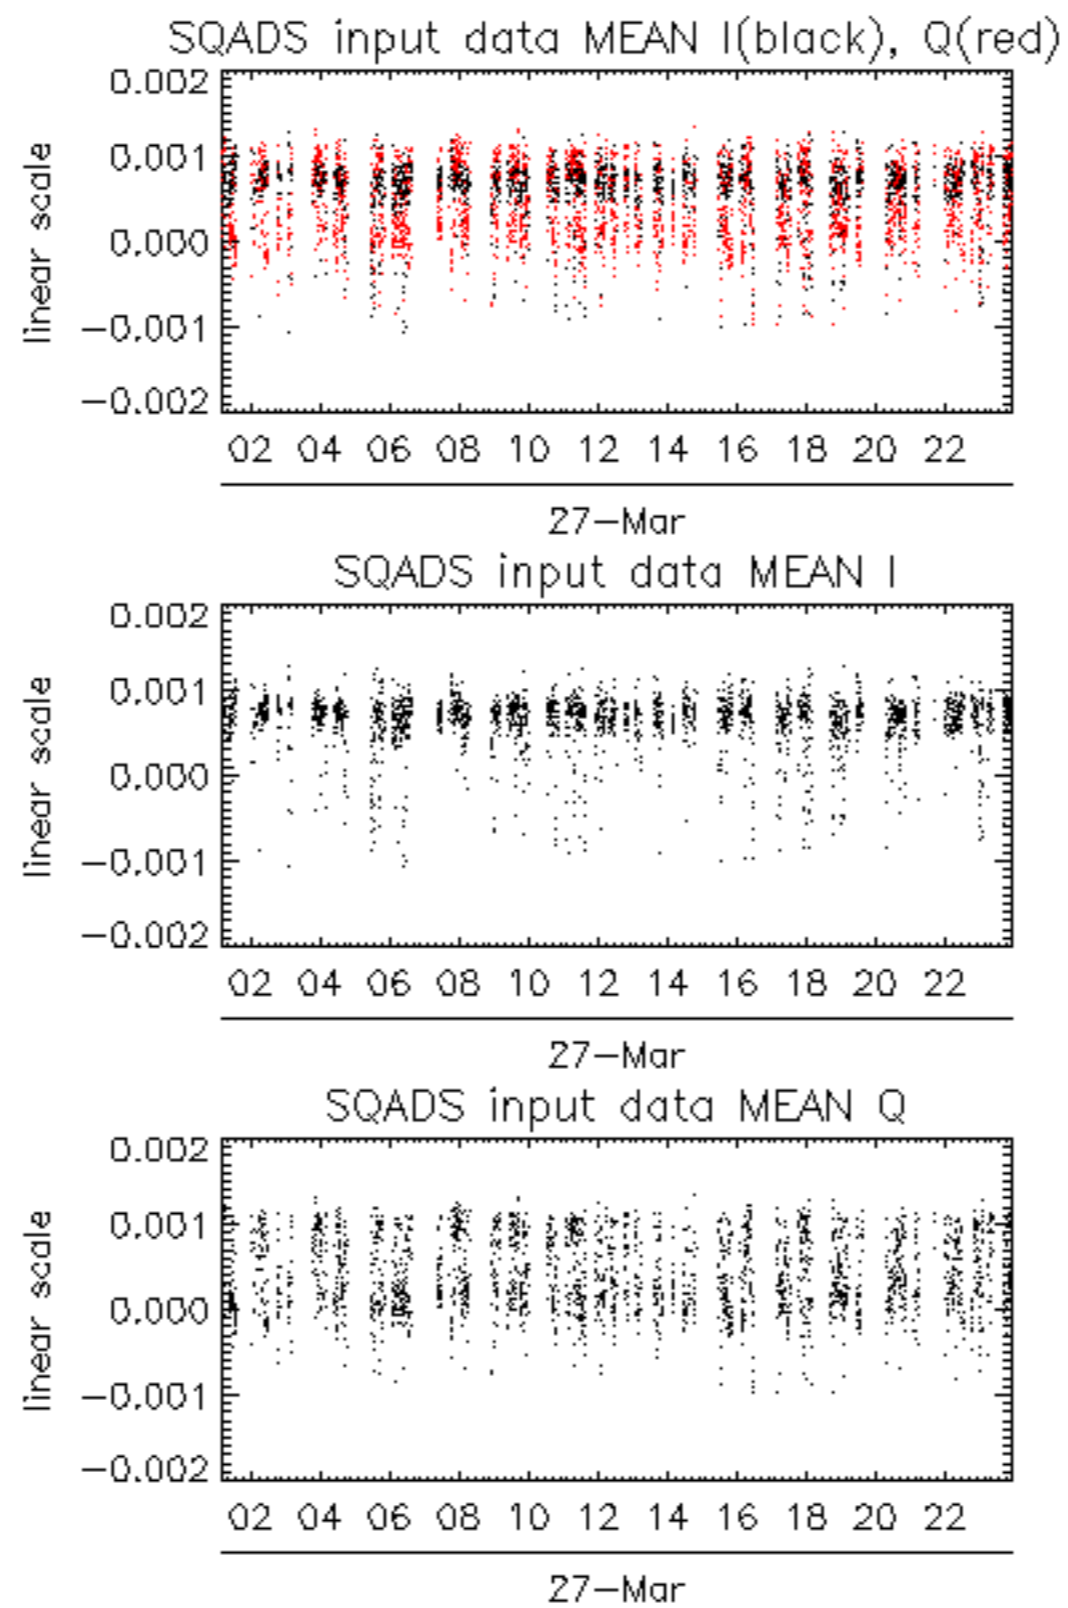 SQADS input data MEAN I(black), Q(red)
0.002
0.001
0.000
−0.001
−0.002
linear scale
02 04 06 08 10 12 14 16 18 20 22
27−Mar
SQADS input data MEAN I
0.002
0.001
0.000
−0.001
−0.002
linear scale
02 04 06 08 10 12 14 16 18 20 22
27−Mar
SQADS input data MEAN Q
0.002
0.001
0.000
−0.001
−0.002
linear scale
02 04 06 08 10 12 14 16 18 20 22
27−Mar